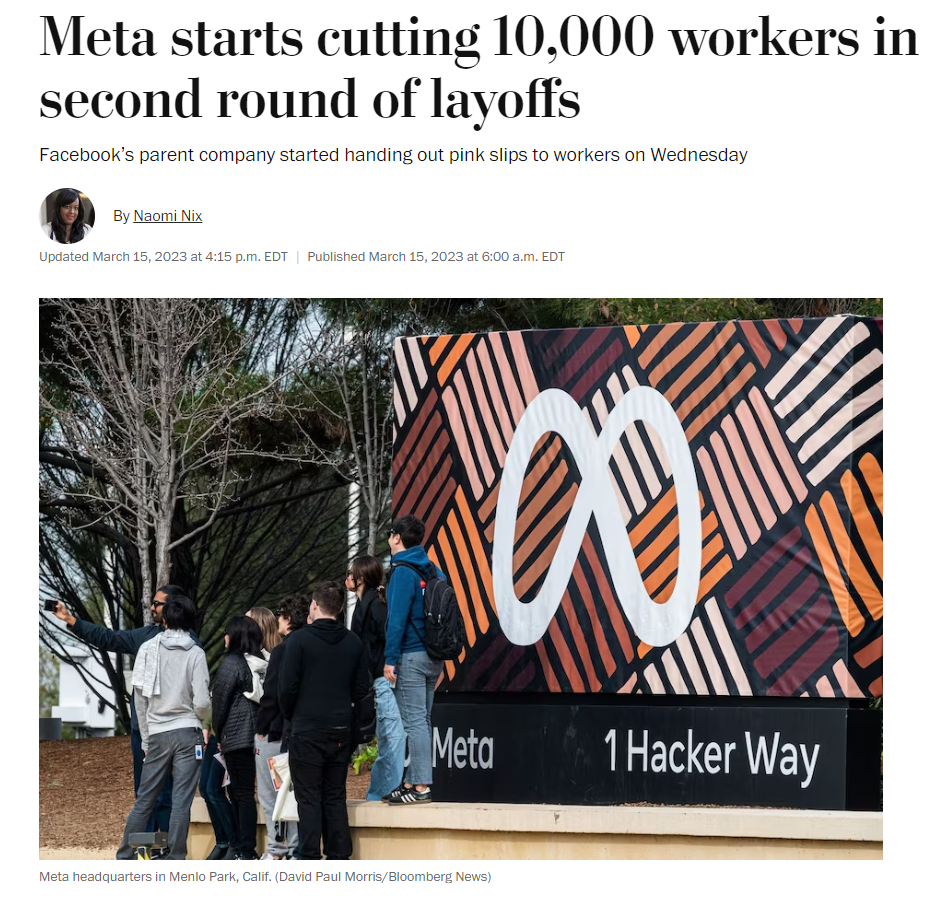 Meta starts cutting 10,000 workers in
second round of layoffs
Facebook’s parent company started handing out pink slips to workers on Wednesday
By Naomi Nix
Updated March 15, 2023 at 4:15 p.m. EDT | Published March 15, 2023 at 6:00 a.m. EDT
Meta 1 Hacker Way
Meta headquarters in Menlo Park, Calif. (David Paul Morris/Bloomberg News)